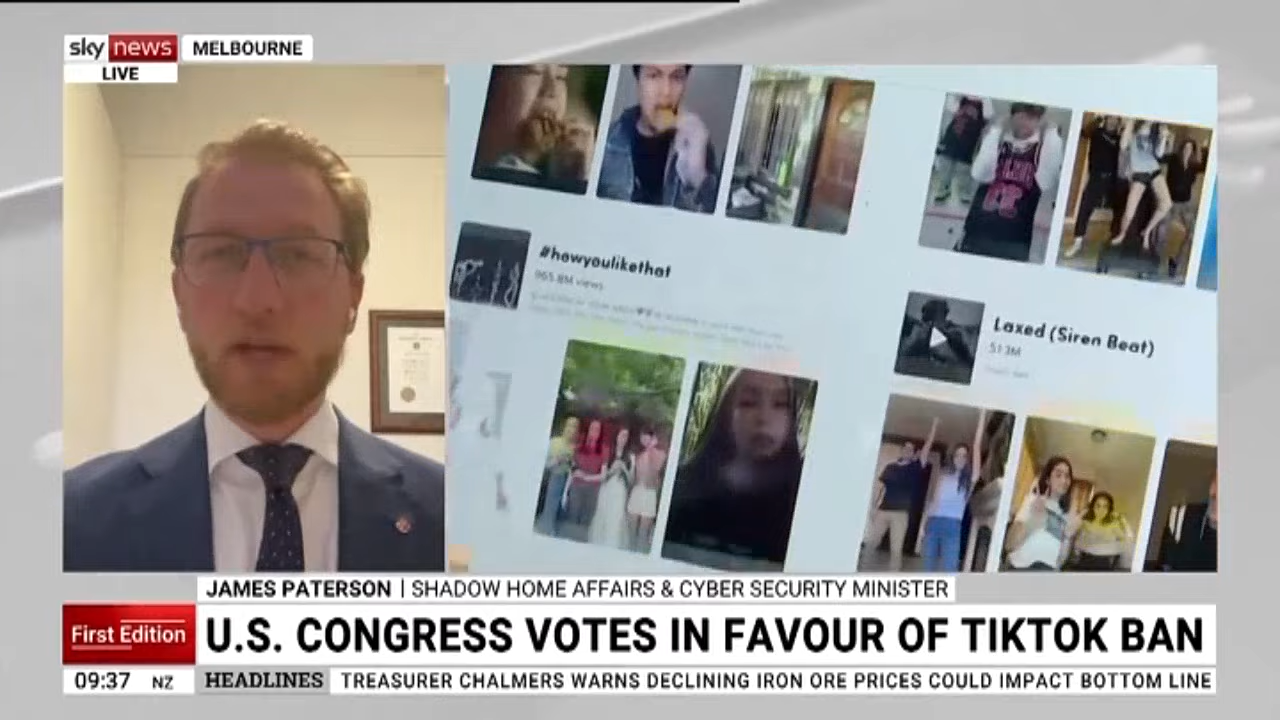 sky news MELBOURNE
LIVE
#howyoulikethat
965.8M views
Laxed (Siren Beat)
51.3M
JAMES PATERSON | SHADOW HOME AFFAIRS & CYBER SECURITY MINISTER
First Edition
U.S. CONGRESS VOTES IN FAVOUR OF TIKTOK BAN
09:37 NZ HEADLINES TREASURER CHALMERS WARNS DECLINING IRON ORE PRICES COULD IMPACT BOTTOM LINE